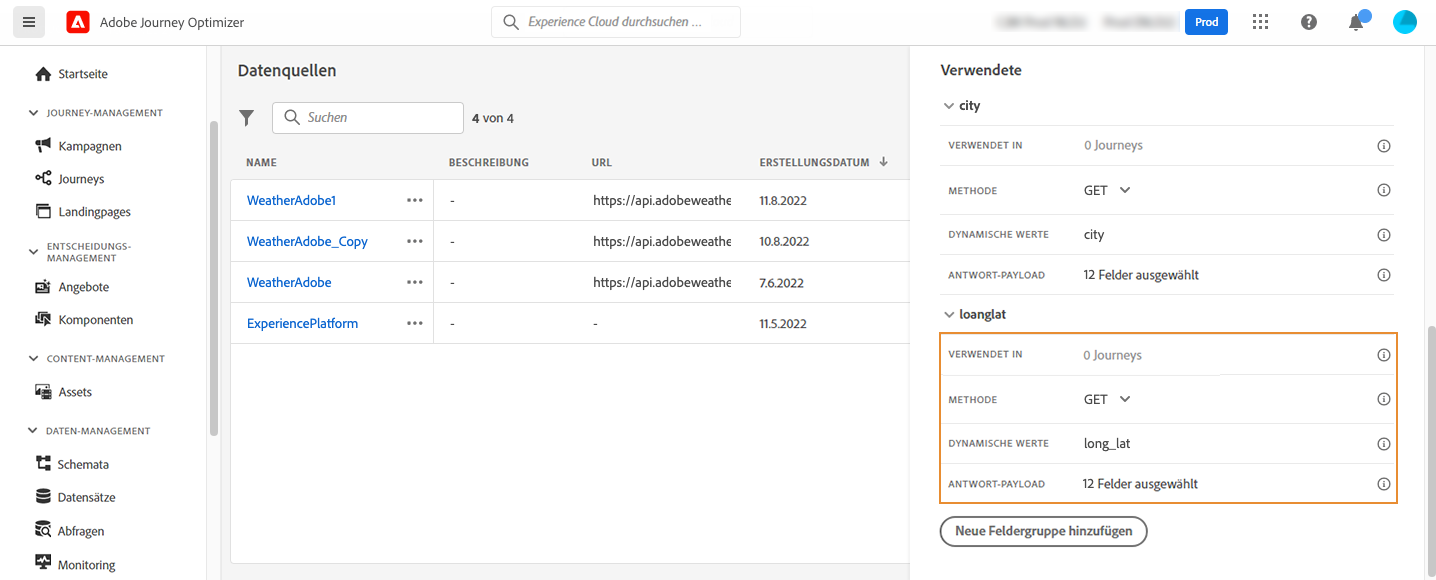 Adobe Journey Optimizer
Experience Cloud durchsuchen ...
Prod
Startseite
JOURNEY-MANAGEMENT
Kampagnen
Journeys
Landingpages
ENTSCHEIDUNGS-
MANAGEMENT
Angebote
Komponenten
CONTENT-MANAGEMENT
Assets
DATEN-MANAGEMENT
Schemata
Datensätze
Abfragen
Monitoring
Datenquellen
Suchen
4 von 4
NAME BESCHREIBUNG URL ERSTELLUNGSDATUM
WeatherAdobe1 - https://api.adobeweathe 11.8.2022
WeatherAdobe_Copy - https://api.adobeweathe 10.8.2022
WeatherAdobe - https://api.adobeweathe 7.6.2022
ExperiencePlatform - - 11.5.2022
Verwendete
city
VERWENDET IN 0 Journeys
METHODE GET
DYNAMISCHE WERTE city
ANTWORT-PAYLOAD 12 Felder ausgewählt
loanglat
VERWENDET IN 0 Journeys
METHODE GET
DYNAMISCHE WERTE long_lat
ANTWORT-PAYLOAD 12 Felder ausgewählt
Neue Feldergruppe hinzufügen